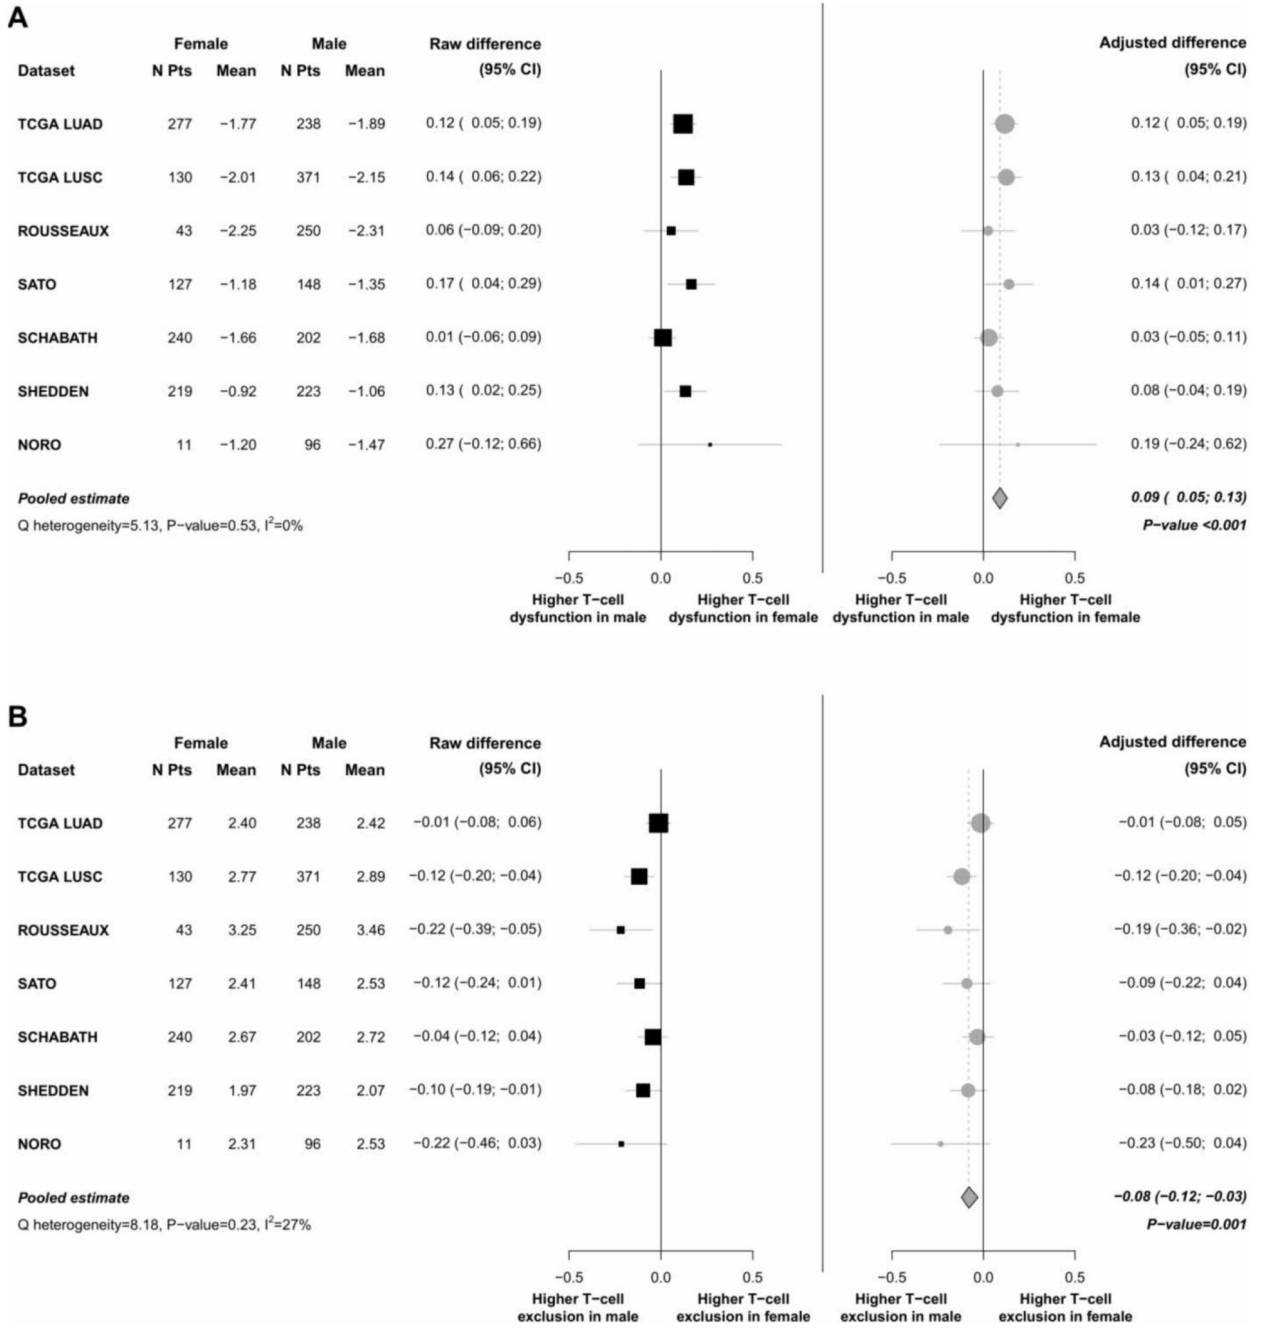 A
Female Male Raw difference Adjusted difference
Dataset N Pts Mean N Pts Mean (95% CI) (95% CI)
TCGA LUAD 277 −1.77 238 −1.89 0.12 ( 0.05; 0.19) 0.12 ( 0.05; 0.19)
TCGA LUSC 130 −2.01 371 −2.15 0.14 ( 0.06; 0.22) 0.13 ( 0.04; 0.21)
ROUSSEAUX 43 −2.25 250 −2.31 0.06 (−0.09; 0.20) 0.03 (−0.12; 0.17)
SATO 127 −1.18 148 −1.35 0.17 ( 0.04; 0.29) 0.14 ( 0.01; 0.27)
SCHABATH 240 −1.66 202 −1.68 0.01 (−0.06; 0.09) 0.03 (−0.05; 0.11)
SHEDDEN 219 −0.92 223 −1.06 0.13 ( 0.02; 0.25) 0.08 (−0.04; 0.19)
NORO 11 −1.20 96 −1.47 0.27 (−0.12; 0.66) 0.19 (−0.24; 0.62)
Pooled estimate 0.09 ( 0.05; 0.13)
Q heterogeneity=5.13, P−value=0.53, I²=0% P−value <0.001
−0.5 0.0 0.5 −0.5 0.0 0.5
Higher T−cell Higher T−cell Higher T−cell Higher T−cell
dysfunction in male dysfunction in female dysfunction in male dysfunction in female
B
Female Male Raw difference Adjusted difference
Dataset N Pts Mean N Pts Mean (95% CI) (95% CI)
TCGA LUAD 277 2.40 238 2.42 −0.01 (−0.08; 0.06) −0.01 (−0.08; 0.05)
TCGA LUSC 130 2.77 371 2.89 −0.12 (−0.20; −0.04) −0.12 (−0.20; −0.04)
ROUSSEAUX 43 3.25 250 3.46 −0.22 (−0.39; −0.05) −0.19 (−0.36; −0.02)
SATO 127 2.41 148 2.53 −0.12 (−0.24; 0.01) −0.09 (−0.22; 0.04)
SCHABATH 240 2.67 202 2.72 −0.04 (−0.12; 0.04) −0.03 (−0.12; 0.05)
SHEDDEN 219 1.97 223 2.07 −0.10 (−0.19; −0.01) −0.08 (−0.18; 0.02)
NORO 11 2.31 96 2.53 −0.22 (−0.46; 0.03) −0.23 (−0.50; 0.04)
Pooled estimate −0.08 (−0.12; −0.03)
Q heterogeneity=8.18, P−value=0.23, I²=27% P−value=0.001
−0.5 0.0 0.5 −0.5 0.0 0.5
Higher T−cell Higher T−cell Higher T−cell Higher T−cell
exclusion in male exclusion in female exclusion in male exclusion in female